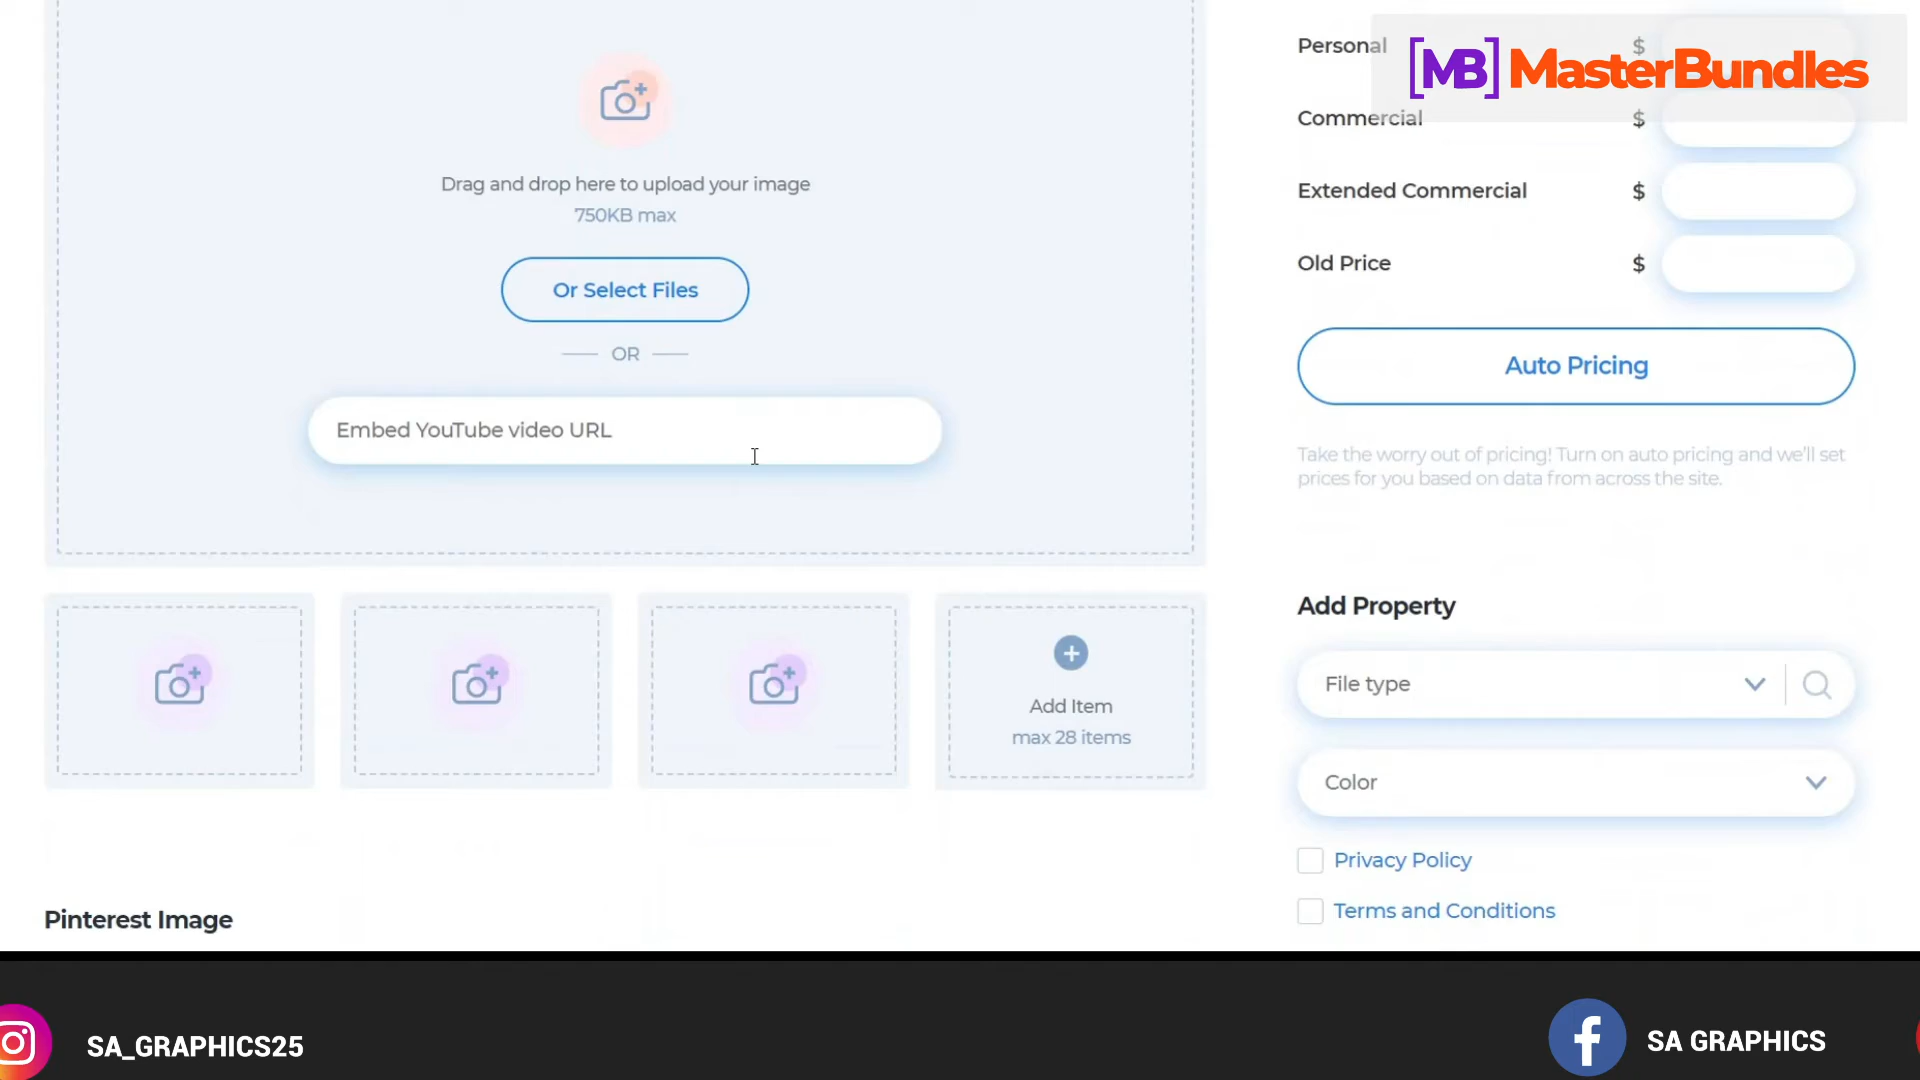 Drag and drop here to upload your image
750KB max
Or Select Files
OR
Embed YouTube video URL
Add Item
max 28 items
Pinterest Image
[MB] MasterBundles
Personal $
Commercial $
Extended Commercial $
Old Price $
Auto Pricing
Take the worry out of pricing! Turn on auto pricing and we'll set
prices for you based on data from across the site.
Add Property
File type
Color
Privacy Policy
Terms and Conditions
SA_GRAPHICS25
SA GRAPHICS